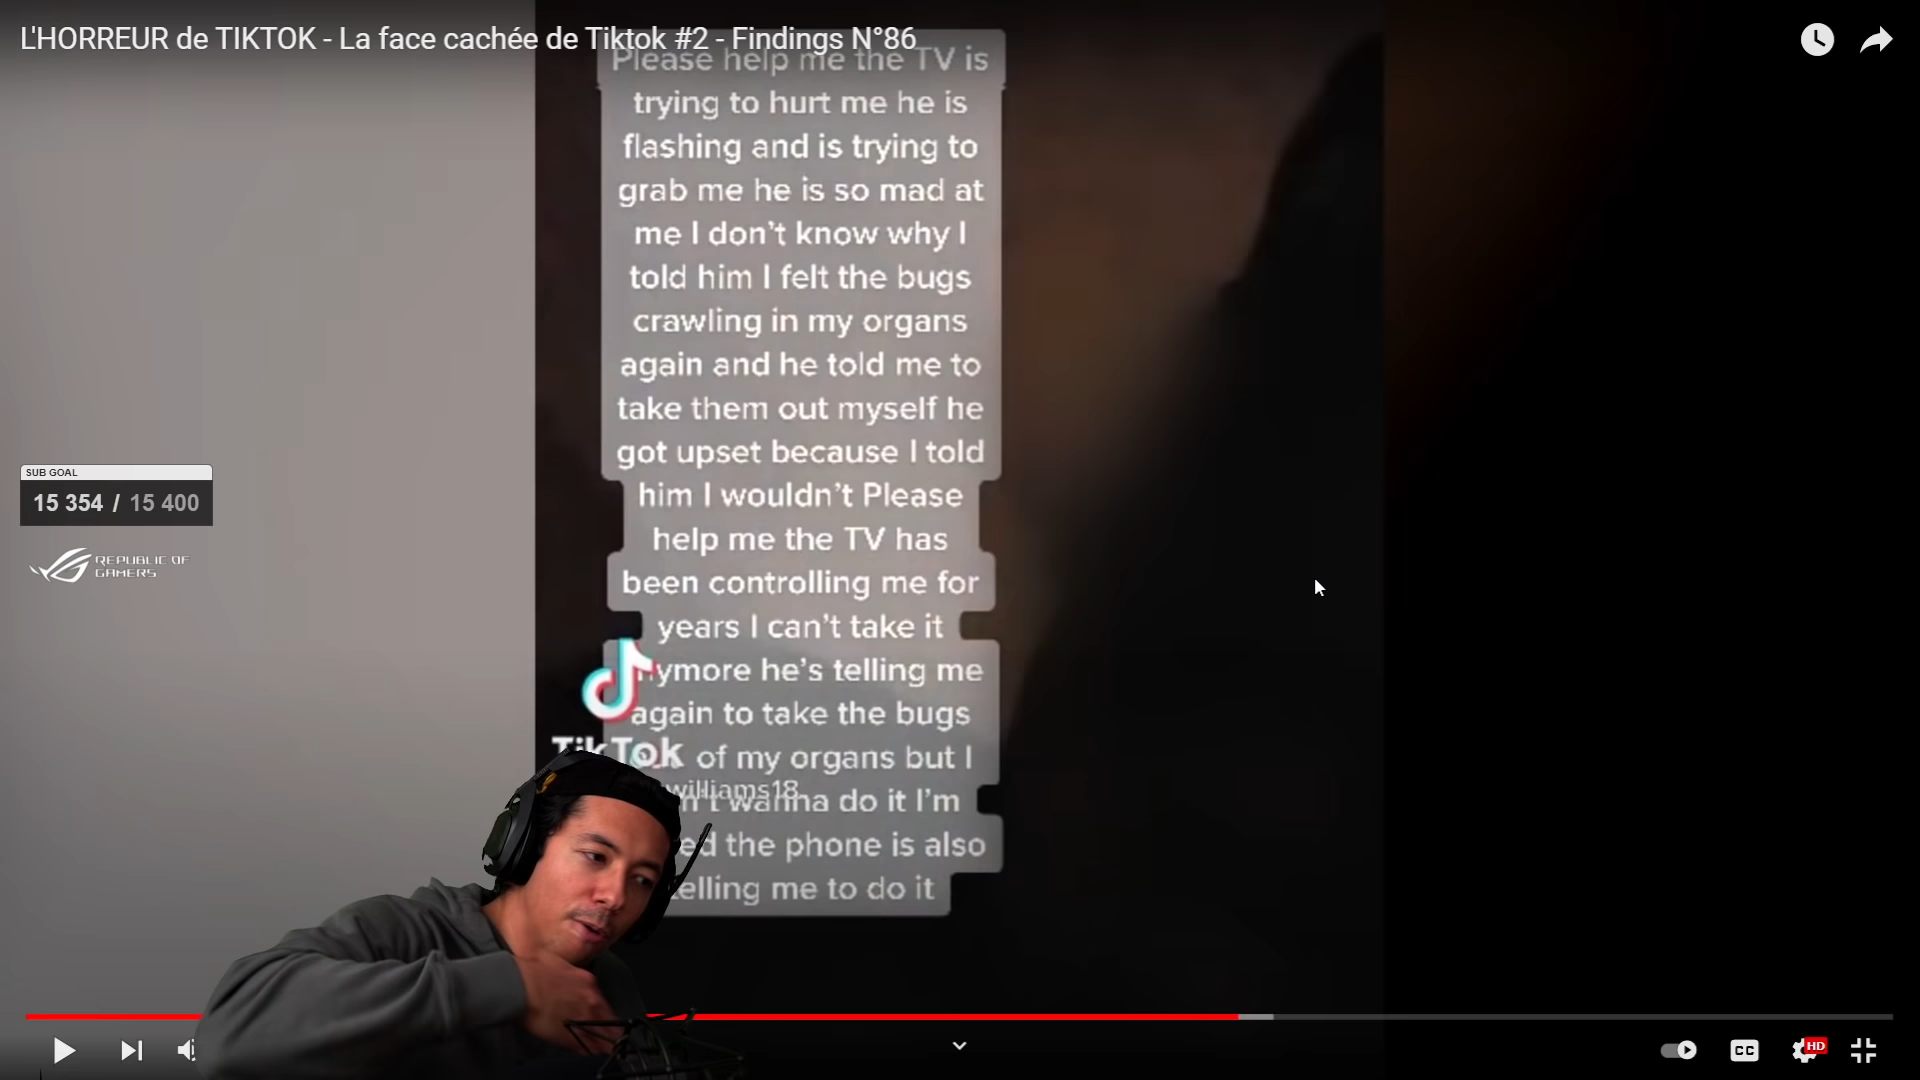 L'HORREUR de TIKTOK - La face cachée de Tiktok #2 - Findings N°86
Please help me the TV is
trying to hurt me he is
flashing and is trying to
grab me he is so mad at
me I don't know why I
told him I felt the bugs
crawling in my organs
again and he told me to
take them out myself he
got upset because I told
him I wouldn't Please
help me the TV has
been controlling me for
years I can't take it
ymore he's telling me
again to take the bugs
of my organs but I
wanna do it I'm
the phone is also
telling me to do it
TikTok
williams18
SUB GOAL
15 354 / 15 400
REPUBLIC OF
GAMERS
CC
HD